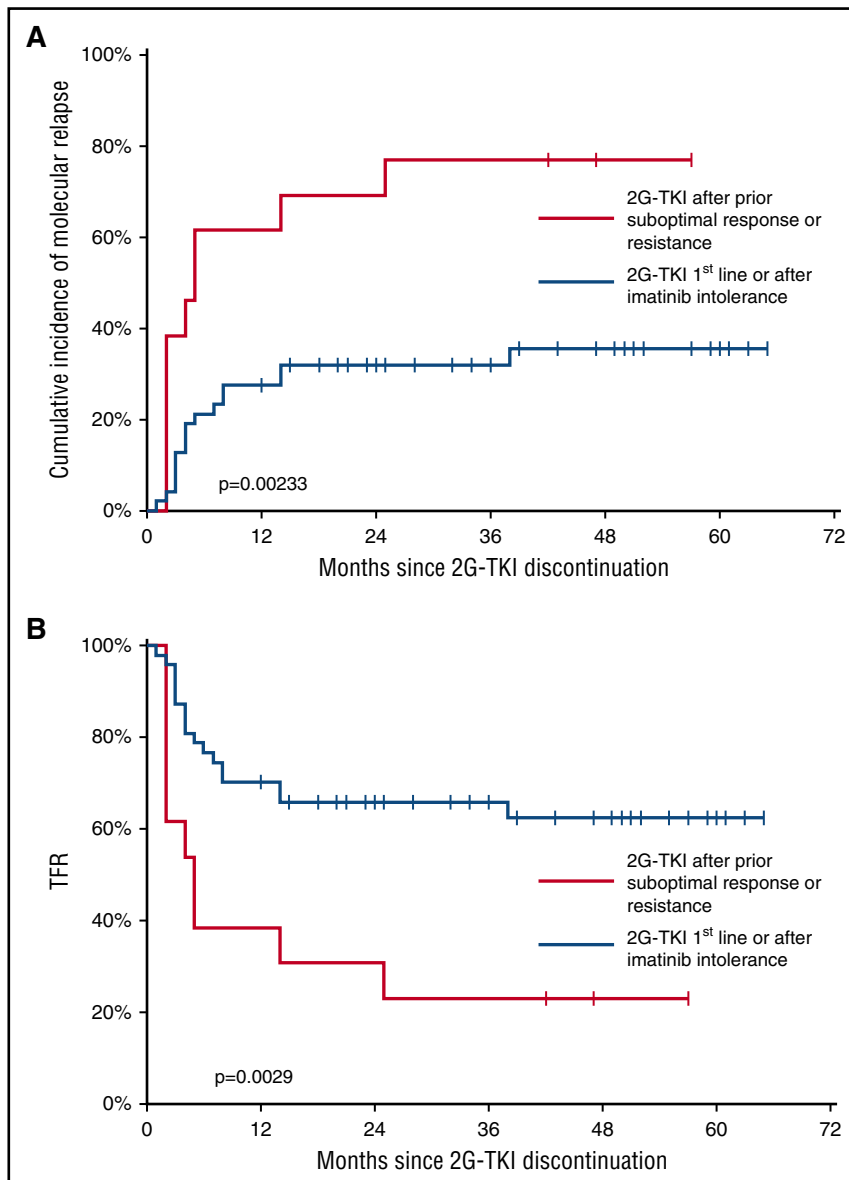 A
100%
80%
60%
40%
20%
0%
Cumulative incidence of molecular relapse
2G-TKI after prior
suboptimal response or
resistance
2G-TKI 1st line or after
imatinib intolerance
p=0.00233
0 12 24 36 48 60 72
Months since 2G-TKI discontinuation
B
100%
80%
60%
40%
20%
0%
TFR
2G-TKI after prior
suboptimal response or
resistance
2G-TKI 1st line or after
imatinib intolerance
p=0.0029
0 12 24 36 48 60 72
Months since 2G-TKI discontinuation